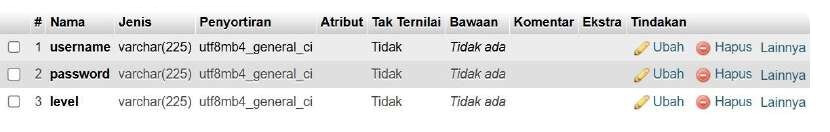 # Nama Jenis Penyortiran Atribut Tak Ternilai Bawaan Komentar Ekstra Tindakan
1 username varchar(225) utf8mb4_general_ci Tidak Tidak ada Ubah Hapus Lainnya
2 password varchar(225) utf8mb4_general_ci Tidak Tidak ada Ubah Hapus Lainnya
3 level varchar(225) utf8mb4_general_ci Tidak Tidak ada Ubah Hapus Lainnya